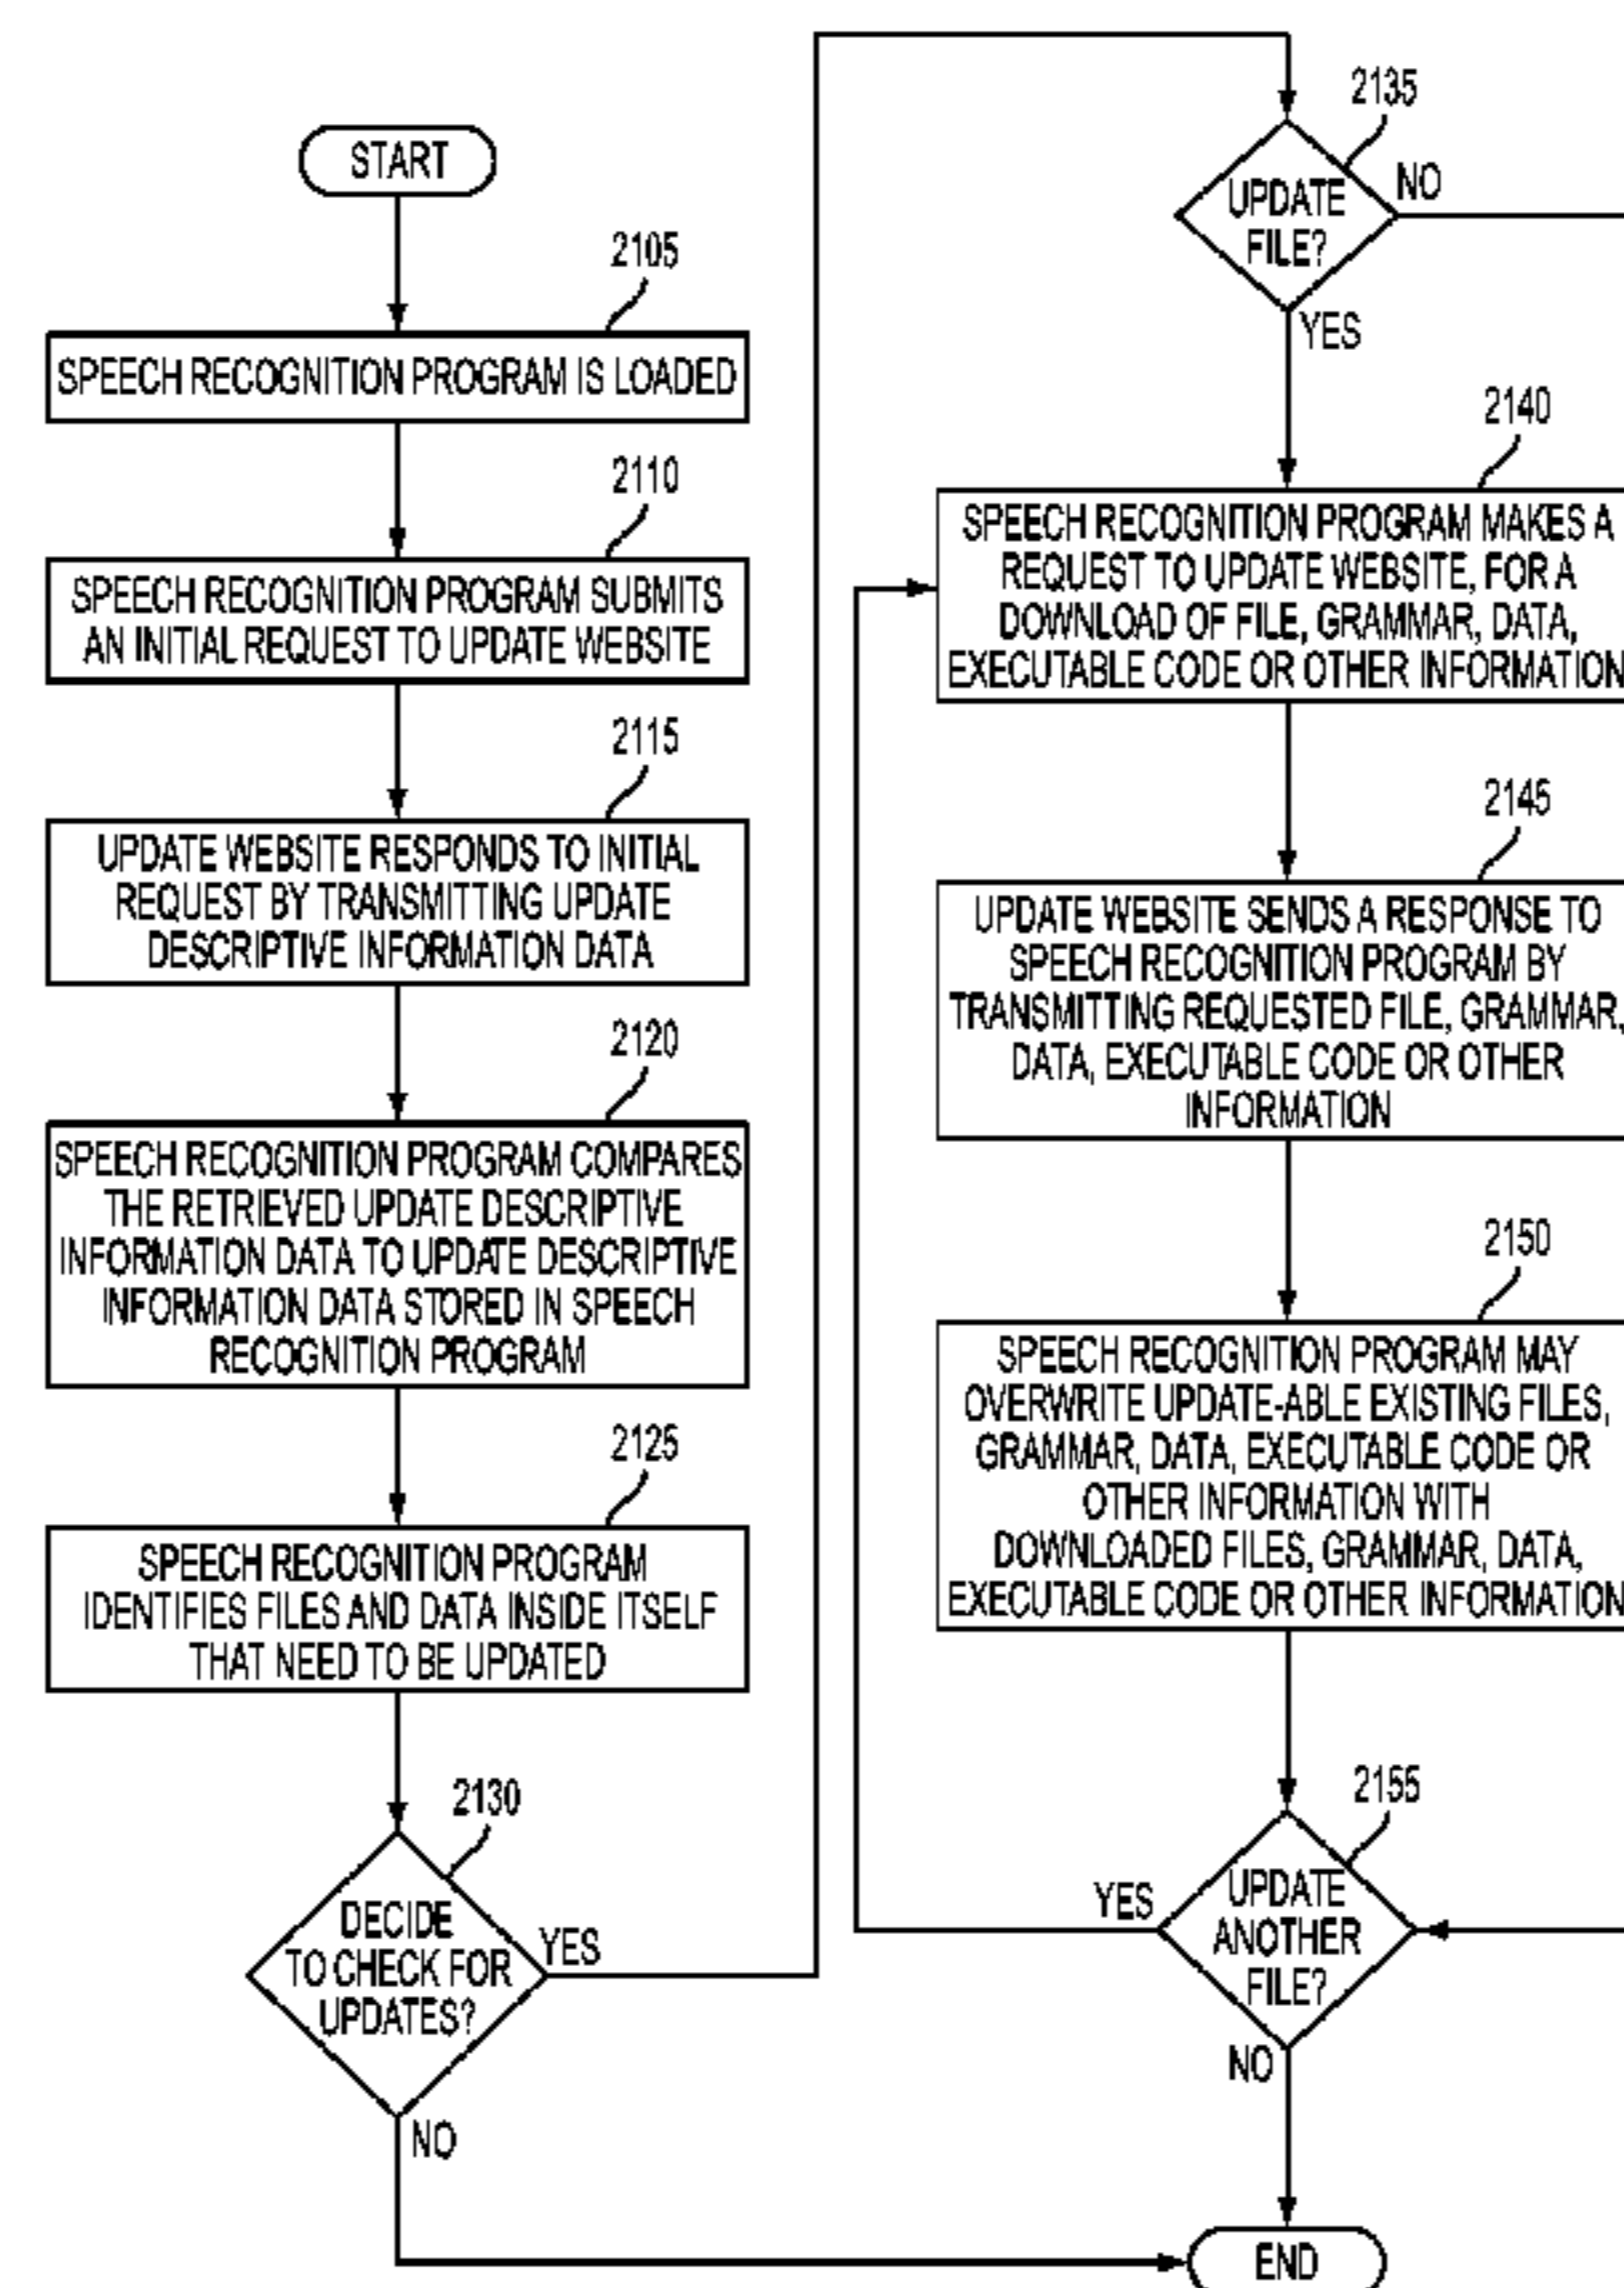 START
2105
SPEECH RECOGNITION PROGRAM IS LOADED
2110
SPEECH RECOGNITION PROGRAM SUBMITS
AN INITIAL REQUEST TO UPDATE WEBSITE
2115
UPDATE WEBSITE RESPONDS TO INITIAL
REQUEST BY TRANSMITTING UPDATE
DESCRIPTIVE INFORMATION DATA
2120
SPEECH RECOGNITION PROGRAM COMPARES
THE RETRIEVED UPDATE DESCRIPTIVE
INFORMATION DATA TO UPDATE DESCRIPTIVE
INFORMATION DATA STORED IN SPEECH
RECOGNITION PROGRAM
2125
SPEECH RECOGNITION PROGRAM
IDENTIFIES FILES AND DATA INSIDE ITSELF
THAT NEED TO BE UPDATED
2130
DECIDE
TO CHECK FOR
UPDATES?
YES
NO
2135
UPDATE
FILE?
NO
YES
2140
SPEECH RECOGNITION PROGRAM MAKES A
REQUEST TO UPDATE WEBSITE, FOR A
DOWNLOAD OF FILE, GRAMMAR, DATA,
EXECUTABLE CODE OR OTHER INFORMATION
2145
UPDATE WEBSITE SENDS A RESPONSE TO
SPEECH RECOGNITION PROGRAM BY
TRANSMITTING REQUESTED FILE, GRAMMAR,
DATA, EXECUTABLE CODE OR OTHER
INFORMATION
2150
SPEECH RECOGNITION PROGRAM MAY
OVERWRITE UPDATE-ABLE EXISTING FILES,
GRAMMAR, DATA, EXECUTABLE CODE OR
OTHER INFORMATION WITH
DOWNLOADED FILES, GRAMMAR, DATA,
EXECUTABLE CODE OR OTHER INFORMATION
2155
UPDATE
ANOTHER
FILE?
YES
NO
END